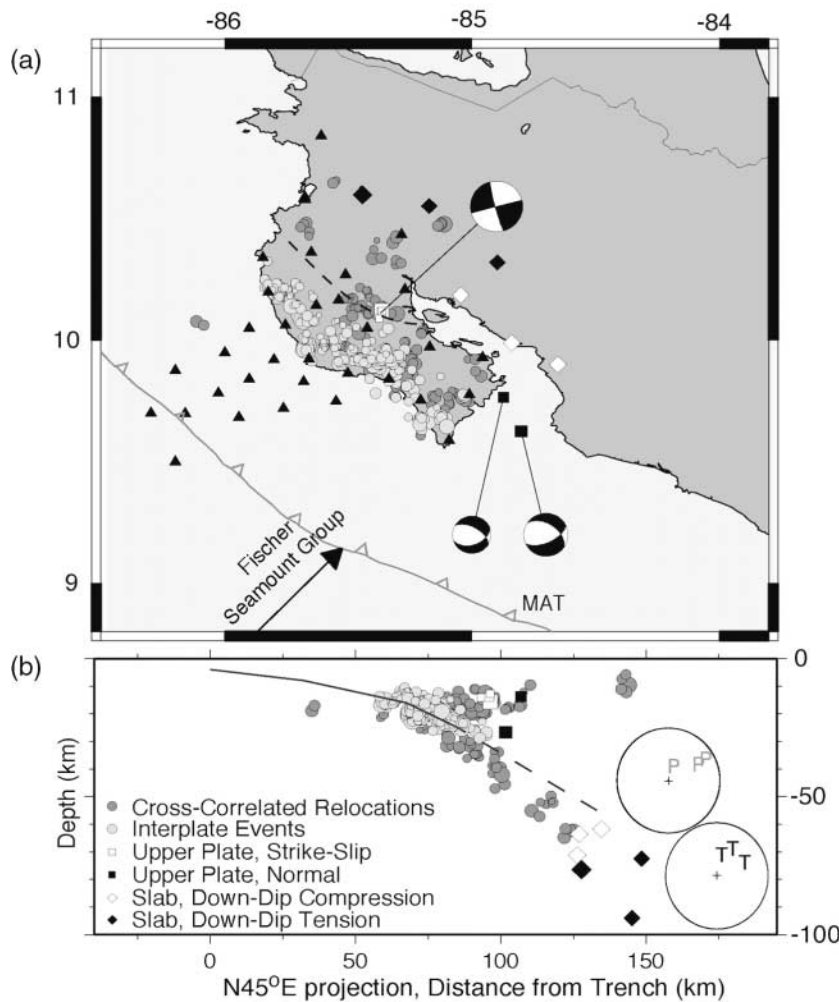 -86
-85
-84
(a)
11
10
9
Fischer
Seamount Group
MAT
(b)
0
-50
-100
Depth (km)
P
P
P
T
T
T
Cross-Correlated Relocations
Interplate Events
Upper Plate, Strike-Slip
Upper Plate, Normal
Slab, Down-Dip Compression
Slab, Down-Dip Tension
0
50
100
150
N45°E projection, Distance from Trench (km)